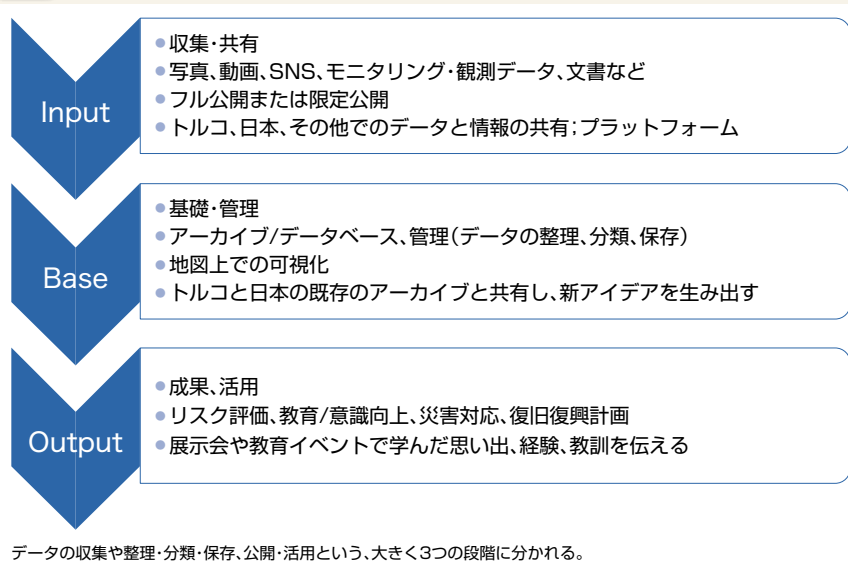 Input
●収集・共有
●写真、動画、SNS、モニタリング・観測データ、文書など
●フル公開または限定公開
●トルコ、日本、その他でのデータと情報の共有；プラットフォーム
Base
●基礎・管理
●アーカイブ/データベース、管理（データの整理、分類、保存）
●地図上での可視化
●トルコと日本の既存のアーカイブと共有し、新アイデアを生み出す
Output
●成果、活用
●リスク評価、教育/意識向上、災害対応、復旧復興計画
●展示会や教育イベントで学んだ思い出、経験、教訓を伝える
データの収集や整理・分類・保存、公開・活用という、大きく3つの段階に分かれる。